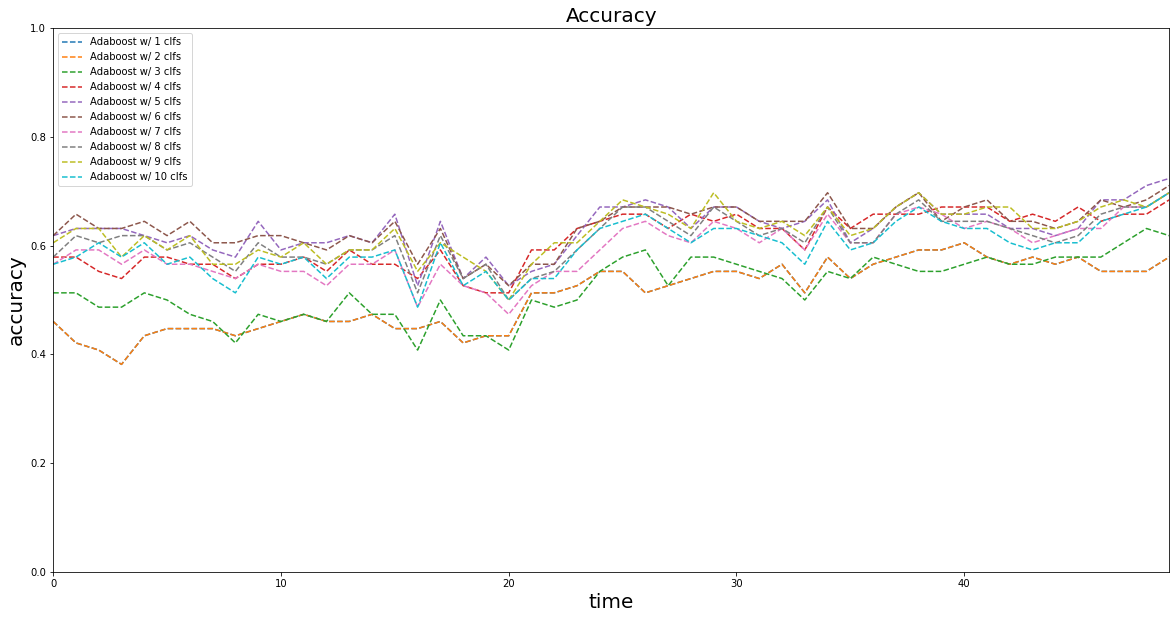 Accuracy
1.0
0.8
0.6
0.4
0.2
0.0
accuracy
Adaboost w/ 1 clfs
Adaboost w/ 2 clfs
Adaboost w/ 3 clfs
Adaboost w/ 4 clfs
Adaboost w/ 5 clfs
Adaboost w/ 6 clfs
Adaboost w/ 7 clfs
Adaboost w/ 8 clfs
Adaboost w/ 9 clfs
Adaboost w/ 10 clfs
0 10 20 30 40
time